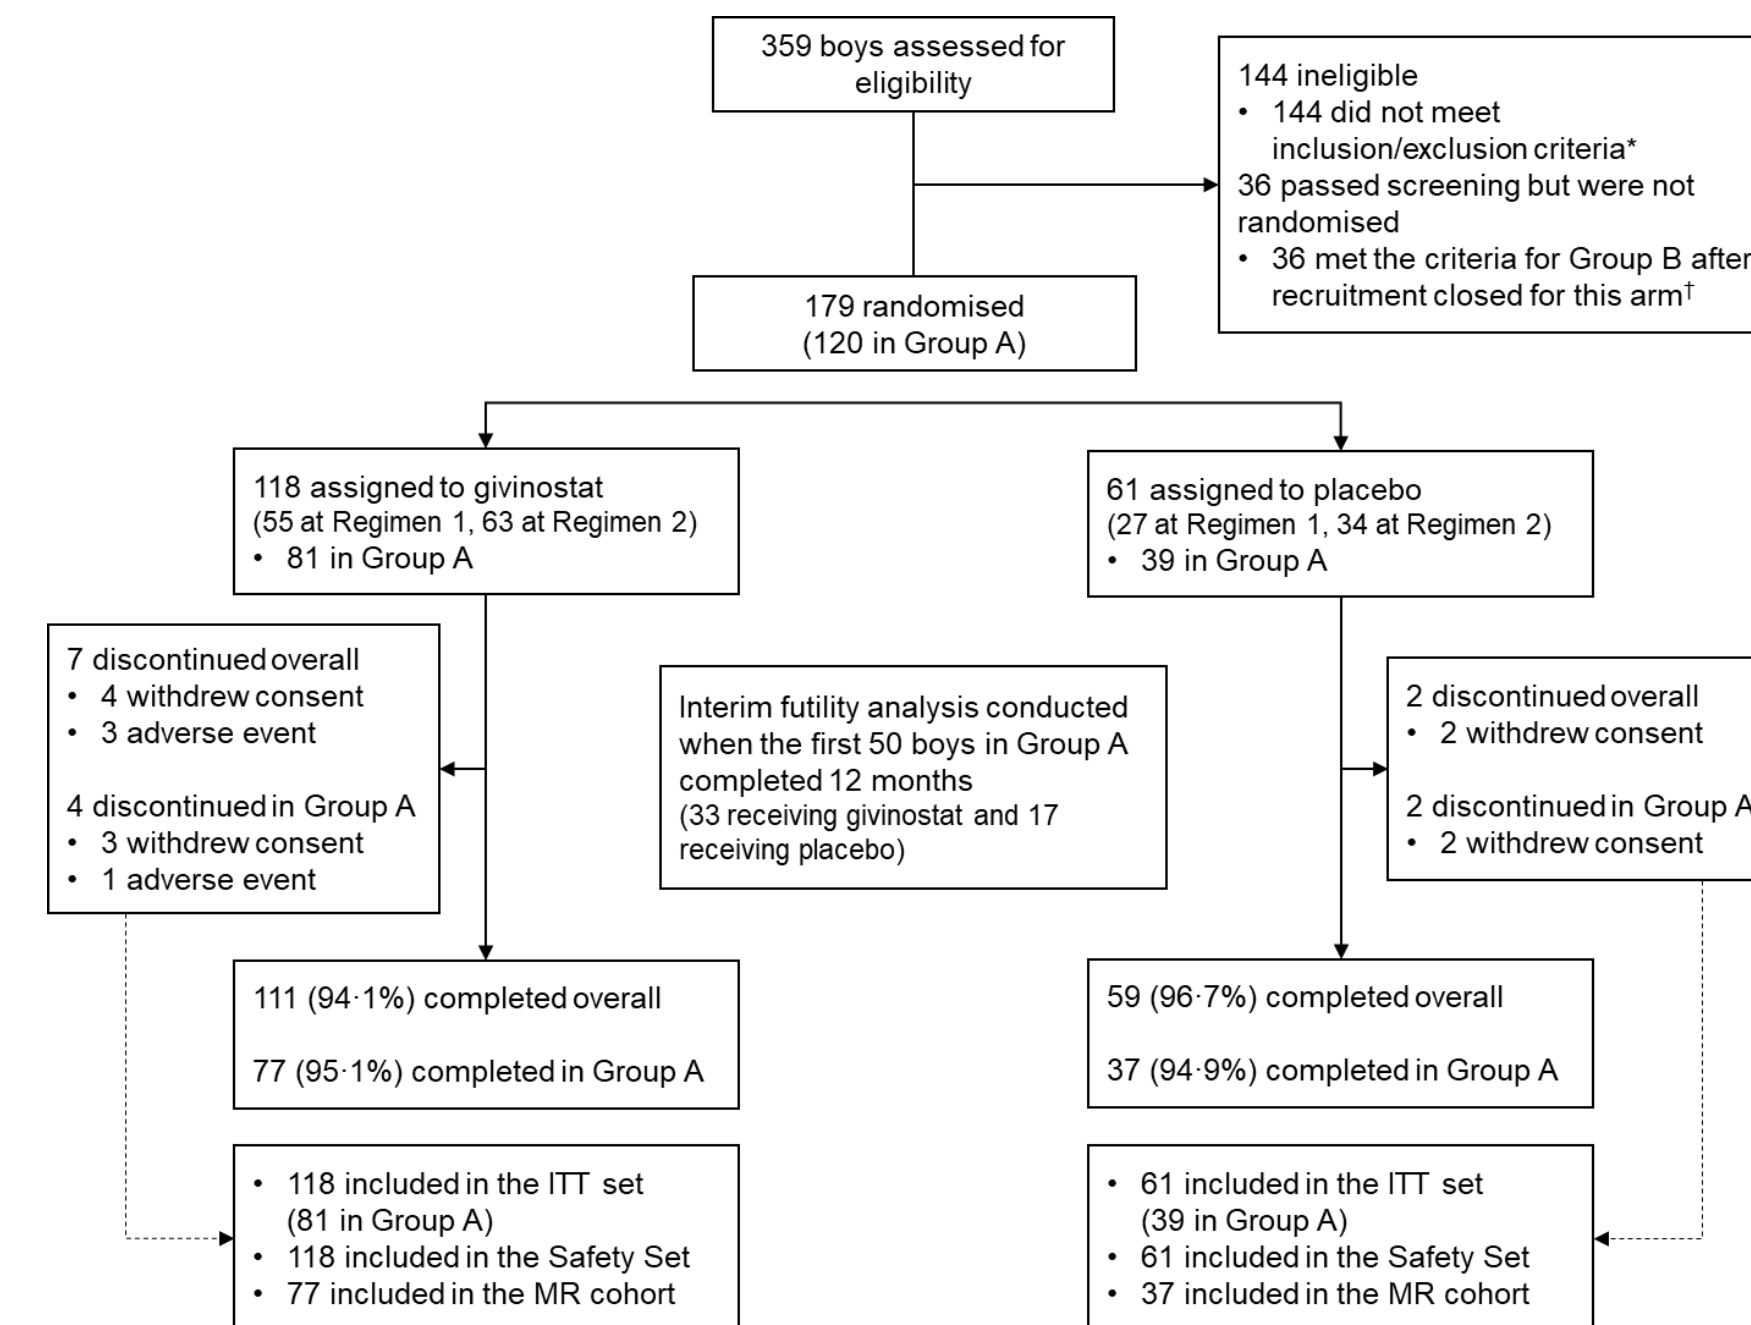 359 boys assessed for
eligibility
144 ineligible
• 144 did not meet
inclusion/exclusion criteria*
36 passed screening but were not
randomised
• 36 met the criteria for Group B after
recruitment closed for this arm†
179 randomised
(120 in Group A)
118 assigned to givinostat
(55 at Regimen 1, 63 at Regimen 2)
• 81 in Group A
61 assigned to placebo
(27 at Regimen 1, 34 at Regimen 2)
• 39 in Group A
7 discontinued overall
• 4 withdrew consent
• 3 adverse event
4 discontinued in Group A
• 3 withdrew consent
• 1 adverse event
Interim futility analysis conducted
when the first 50 boys in Group A
completed 12 months
(33 receiving givinostat and 17
receiving placebo)
2 discontinued overall
• 2 withdrew consent
2 discontinued in Group A
• 2 withdrew consent
111 (94·1%) completed overall
77 (95·1%) completed in Group A
59 (96·7%) completed overall
37 (94·9%) completed in Group A
• 118 included in the ITT set
(81 in Group A)
• 118 included in the Safety Set
• 77 included in the MR cohort
• 61 included in the ITT set
(39 in Group A)
• 61 included in the Safety Set
• 37 included in the MR cohort